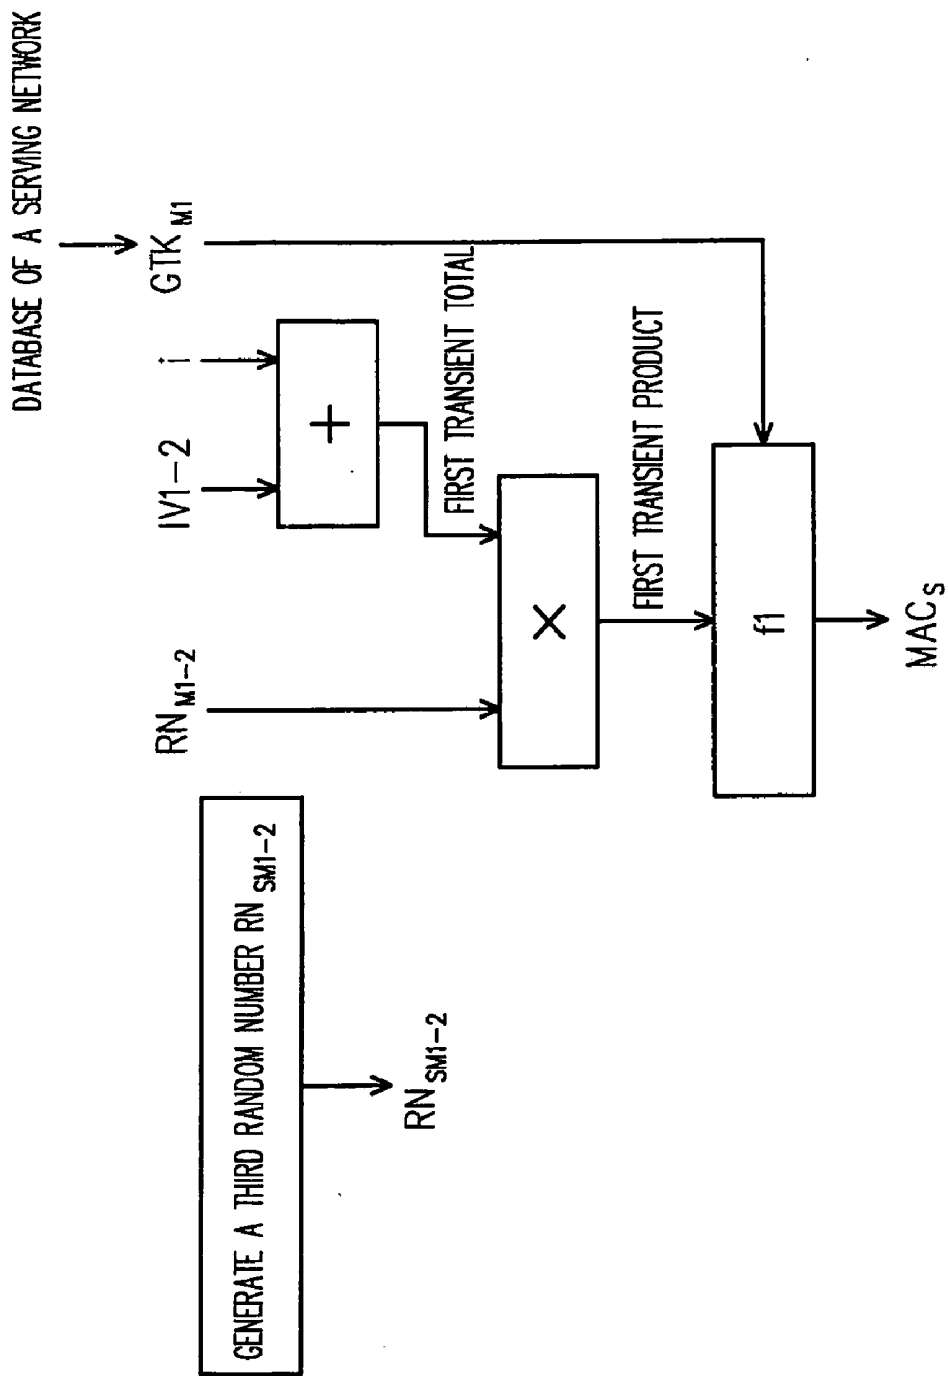 DATABASE OF A SERVING NETWORK
GTK M1
i
IV1-2
RN M1-2
+
FIRST TRANSIENT TOTAL
×
FIRST TRANSIENT PRODUCT
f1
MAC S
GENERATE A THIRD RANDOM NUMBER RN SM1-2
RN SM1-2